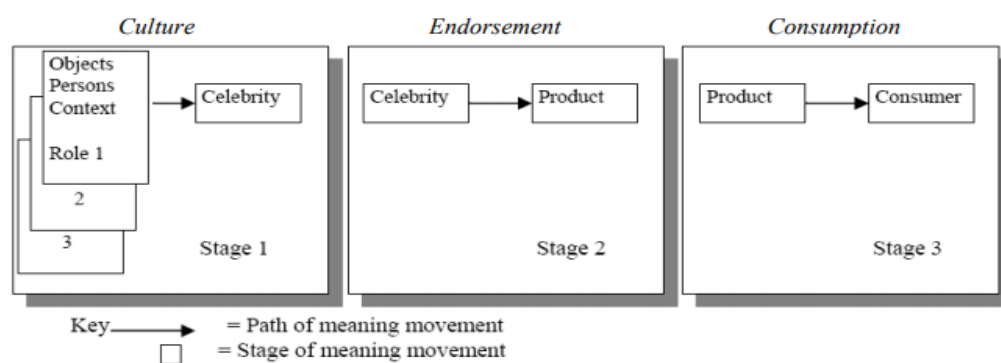 Culture
Endorsement
Consumption
Objects
Persons
Context
Role 1
2
3
Celebrity
Stage 1
Celebrity
Product
Stage 2
Product
Consumer
Stage 3
Key = Path of meaning movement
= Stage of meaning movement